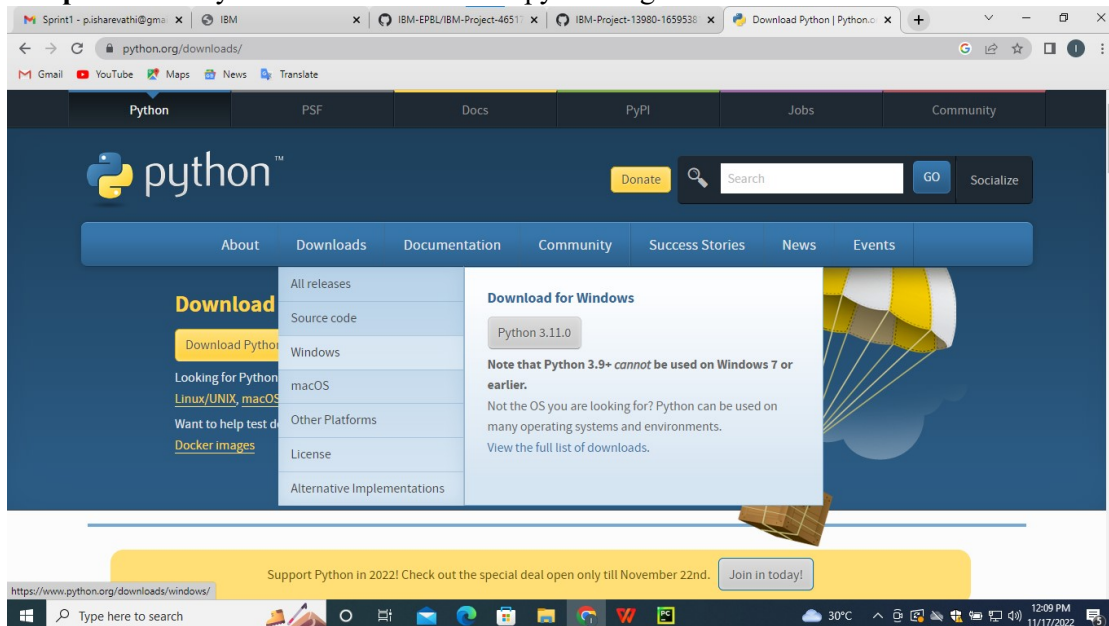 Sprint1 - p.isharevathi@gma
IBM
IBM-EPBL/IBM-Project-4651
IBM-Project-13980-1659538
Download Python | Python.o
python.org/downloads/
Gmail YouTube Maps News Translate
Python PSF Docs PyPI Jobs Community
python™
Donate Search GO Socialize
About Downloads Documentation Community Success Stories News Events
All releases
Source code
Windows
macOS
Other Platforms
License
Alternative Implementations
Download for Windows
Python 3.11.0
Note that Python 3.9+ cannot be used on Windows 7 or
earlier.
Not the OS you are looking for? Python can be used on
many operating systems and environments.
View the full list of downloads.
Download
Download Pytho
Looking for Python
Linux/UNIX, macOS
Want to help test d
Docker images
Support Python in 2022! Check out the special deal open only till November 22nd. Join in today!
https://www.python.org/downloads/windows/
Type here to search
30°C
12:09 PM
11/17/2022